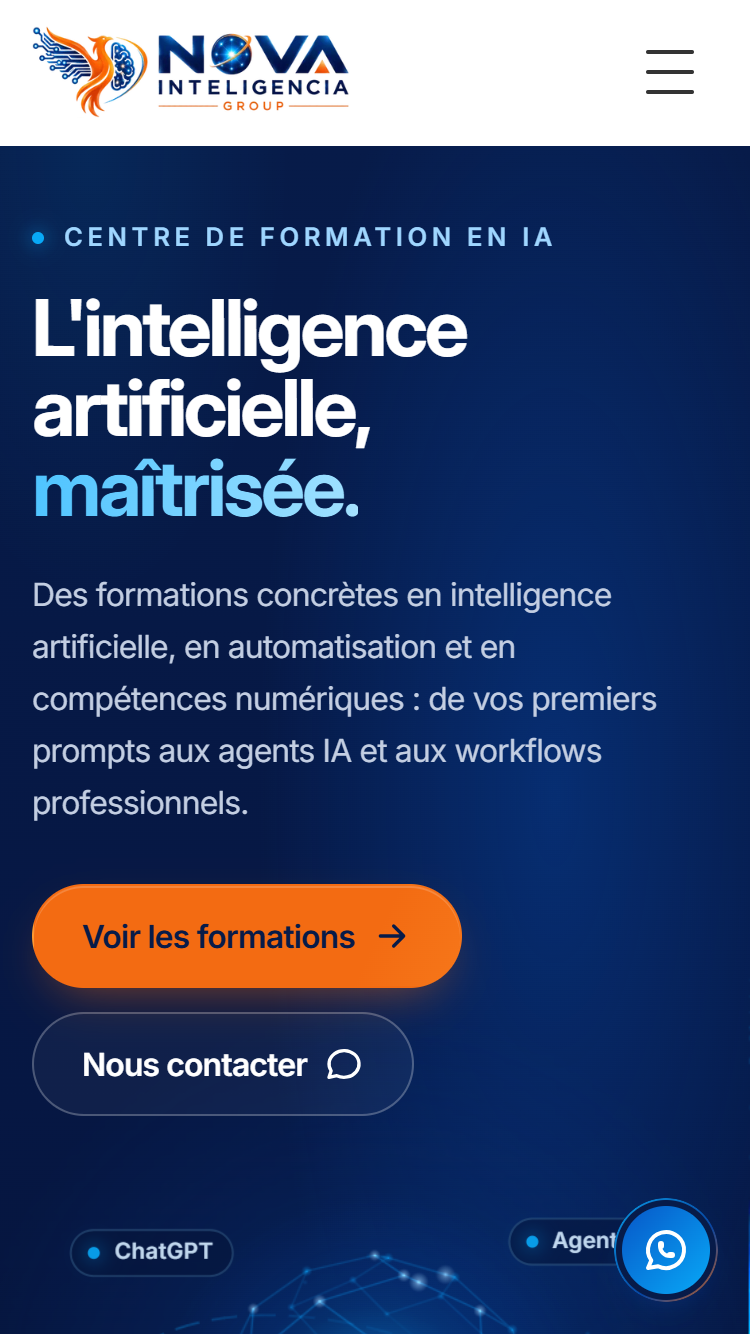 NOVA
INTELIGENCIA
GROUP
CENTRE DE FORMATION EN IA
L'intelligence
artificielle,
maîtrisée.
Des formations concrètes en intelligence
artificielle, en automatisation et en
compétences numériques : de vos premiers
prompts aux agents IA et aux workflows
professionnels.
Voir les formations
Nous contacter
ChatGPT
Agent